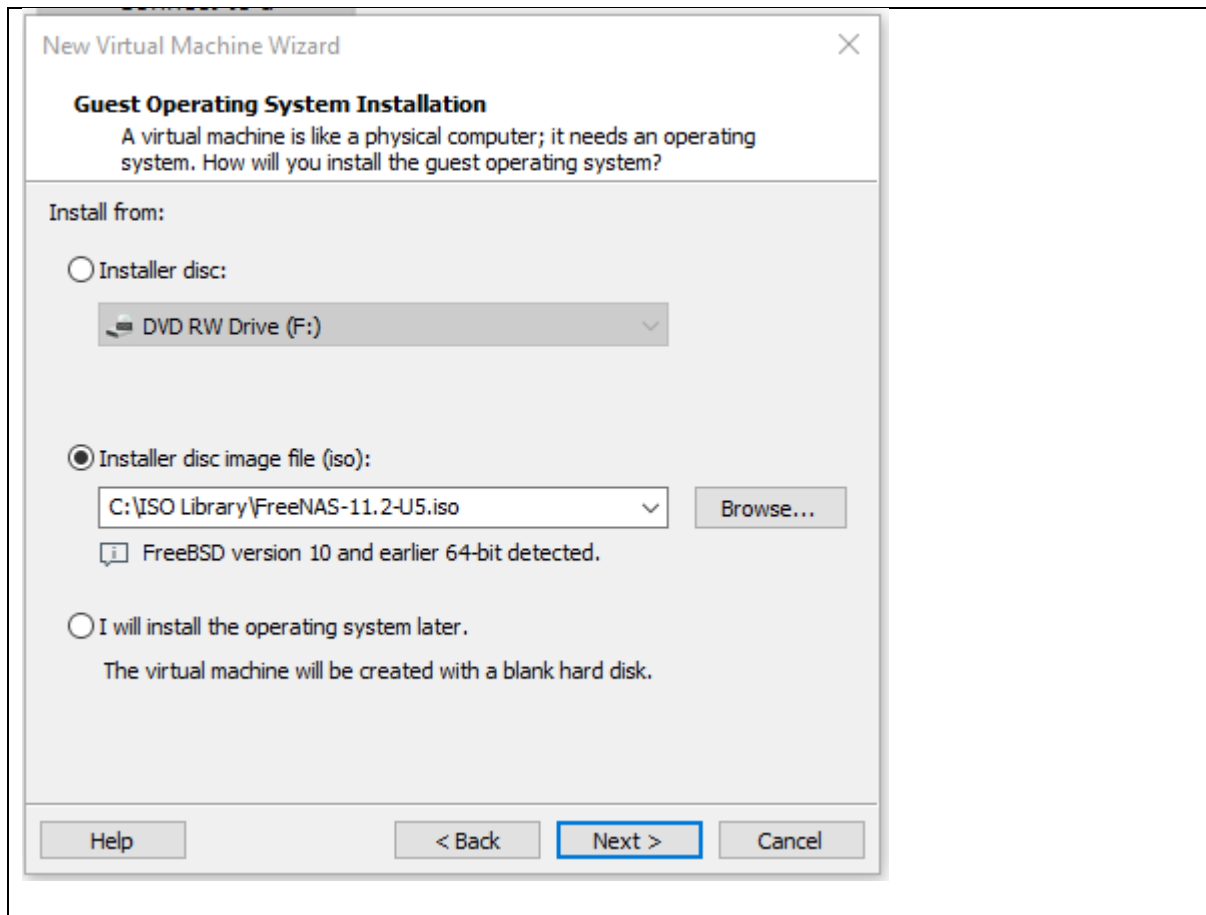 New Virtual Machine Wizard
Guest Operating System Installation
A virtual machine is like a physical computer; it needs an operating
system. How will you install the guest operating system?
Install from:
Installer disc:
DVD RW Drive (F:)
Installer disc image file (iso):
C:\ISO Library\FreeNAS-11.2-U5.iso
Browse...
FreeBSD version 10 and earlier 64-bit detected.
I will install the operating system later.
The virtual machine will be created with a blank hard disk.
Help
< Back
Next >
Cancel